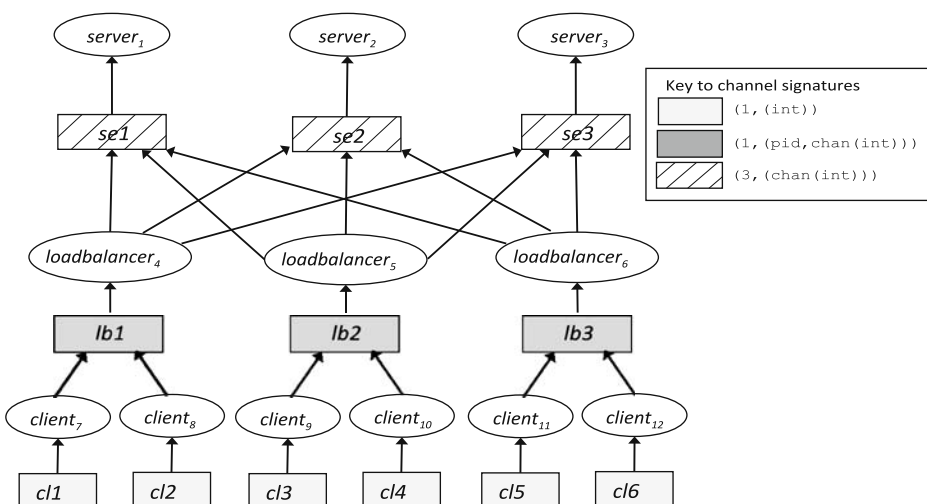 server₁ server₂ server₃
Key to channel signatures
(1,(int))
(1,(pid,chan(int)))
(3,(chan(int)))
se1 se2 se3
loadbalancer₄ loadbalancer₅ loadbalancer₆
lb1 lb2 lb3
client₇ client₈ client₉ client₁₀ client₁₁ client₁₂
cl1 cl2 cl3 cl4 cl5 cl6